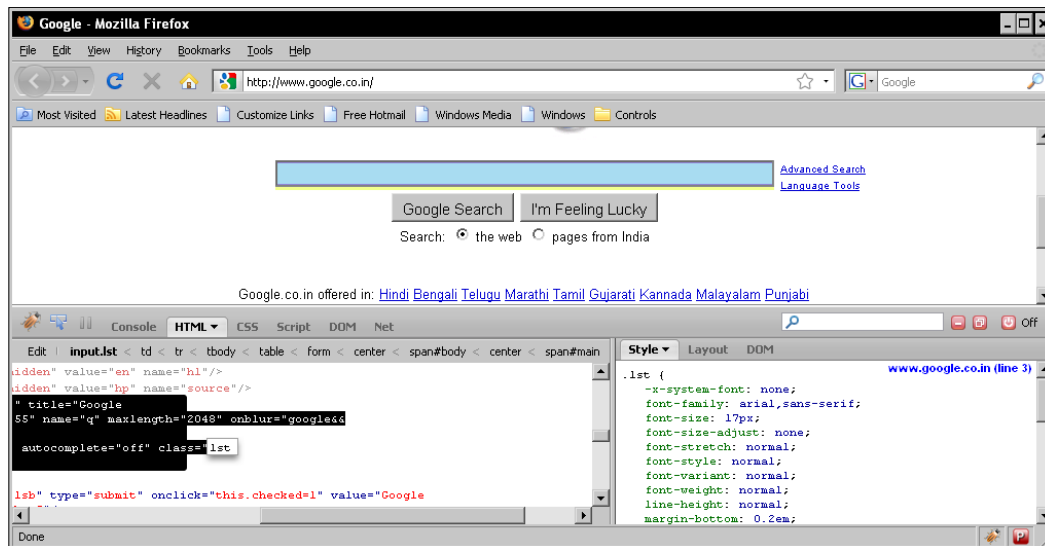 Google - Mozilla Firefox
File Edit View History Bookmarks Tools Help
http://www.google.co.in/
G Google
Most Visited Latest Headlines Customize Links Free Hotmail Windows Media Windows Controls
Advanced Search
Language Tools
Google Search I'm Feeling Lucky
Search: the web pages from India
Google.co.in offered in: Hindi Bengali Telugu Marathi Tamil Gujarati Kannada Malayalam Punjabi
Console HTML CSS Script DOM Net Off
Edit input.lst < td < tr < tbody < table < form < center < span#body < center < span#main
Style Layout DOM
idden" value="en" name="hl"/>
idden" value="hp" name="source"/>
" title="Google
55" name="q" maxlength="2048" onblur="google&&
autocomplete="off" class="lst
lsb" type="submit" onclick="this.checked=1" value="Google
www.google.co.in (line 3)
.lst {
-x-system-font: none;
font-family: arial,sans-serif;
font-size: 17px;
font-size-adjust: none;
font-stretch: normal;
font-style: normal;
font-variant: normal;
font-weight: normal;
line-height: normal;
margin-bottom: 0.2em;
Done